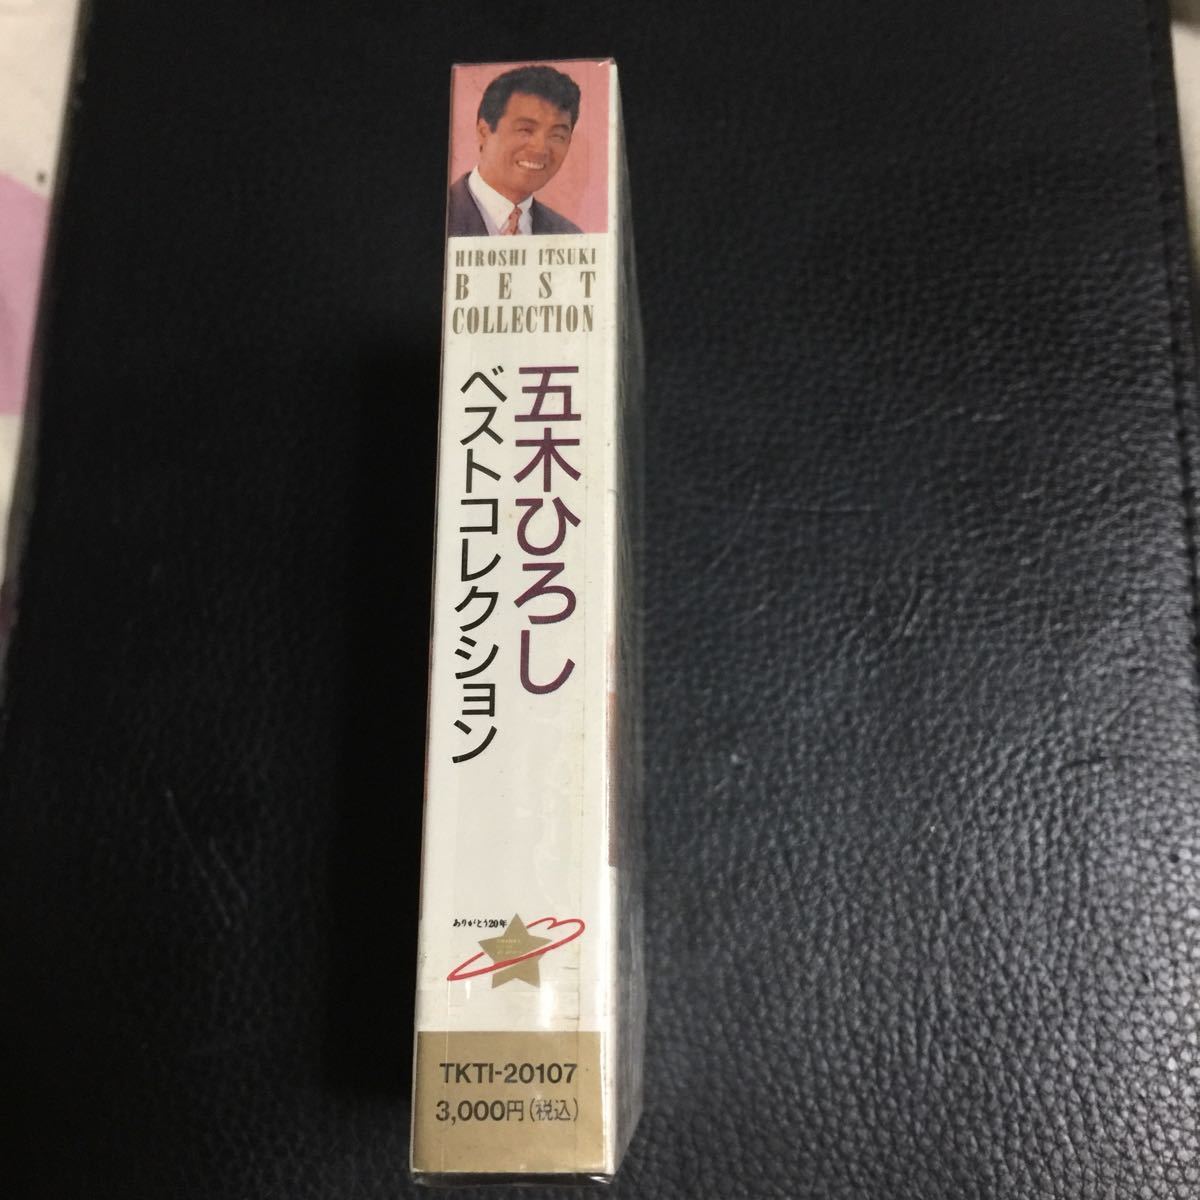 HIROSHI ITSUKI
BEST
COLLECTION
五木ひろし
ベストコレクション
ありがとう20年
TKTI-20107
3,000円(税込)